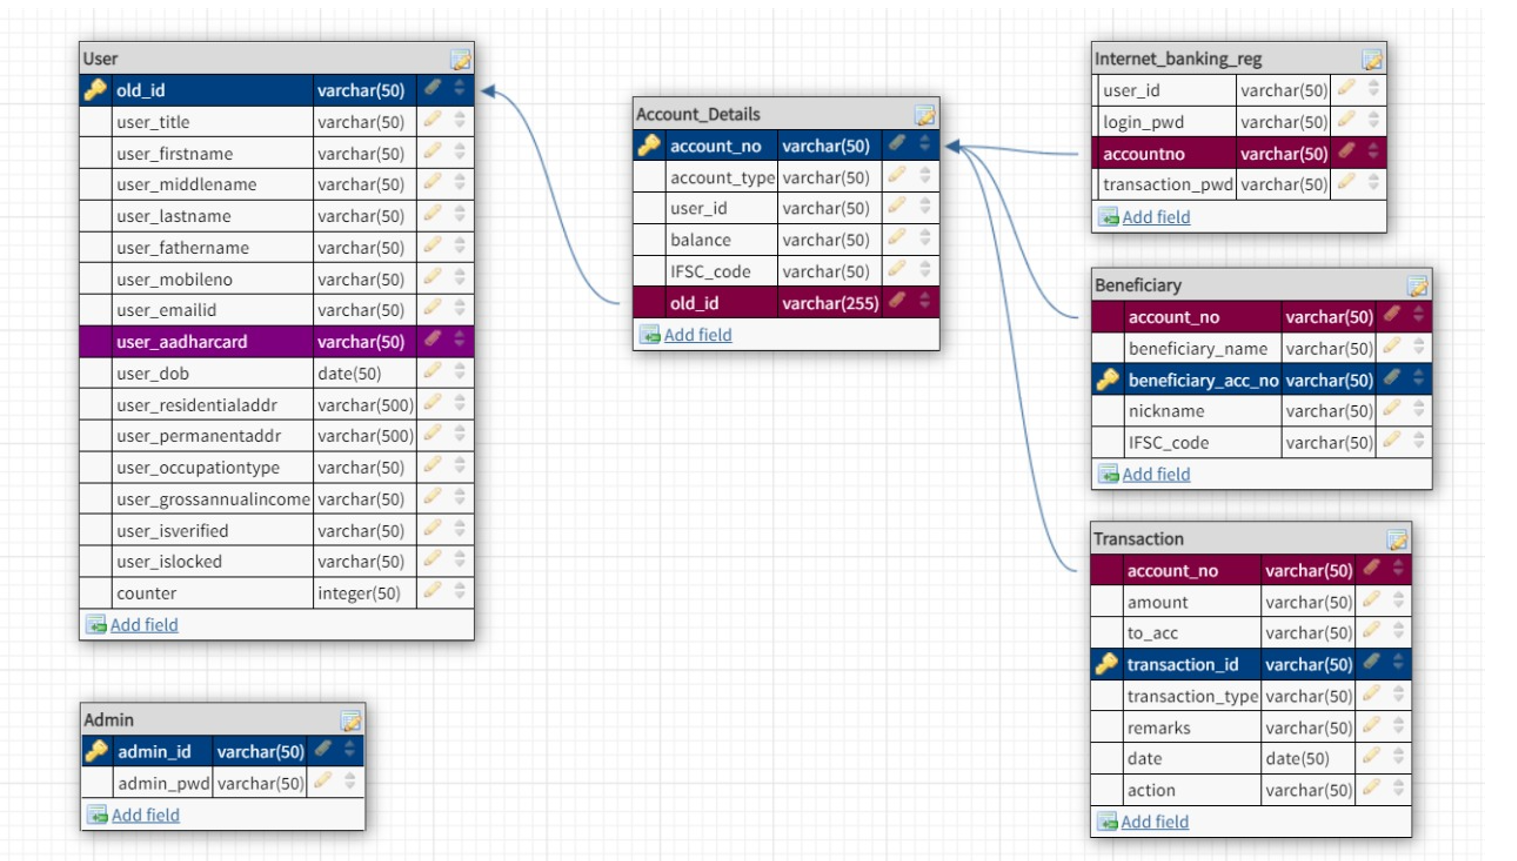 User
old_id varchar(50)
user_title varchar(50)
user_firstname varchar(50)
user_middlename varchar(50)
user_lastname varchar(50)
user_fathername varchar(50)
user_mobileno varchar(50)
user_emailid varchar(50)
user_aadharcard varchar(50)
user_dob date(50)
user_residentialaddr varchar(500)
user_permanentaddr varchar(500)
user_occupationtype varchar(50)
user_grossannualincome varchar(50)
user_isverified varchar(50)
user_islocked varchar(50)
counter integer(50)
Add field
Admin
admin_id varchar(50)
admin_pwd varchar(50)
Add field
Account_Details
account_no varchar(50)
account_type varchar(50)
user_id varchar(50)
balance varchar(50)
IFSC_code varchar(50)
old_id varchar(255)
Add field
Internet_banking_reg
user_id varchar(50)
login_pwd varchar(50)
accountno varchar(50)
transaction_pwd varchar(50)
Add field
Beneficiary
account_no varchar(50)
beneficiary_name varchar(50)
beneficiary_acc_no varchar(50)
nickname varchar(50)
IFSC_code varchar(50)
Add field
Transaction
account_no varchar(50)
amount varchar(50)
to_acc varchar(50)
transaction_id varchar(50)
transaction_type varchar(50)
remarks varchar(50)
date date(50)
action varchar(50)
Add field